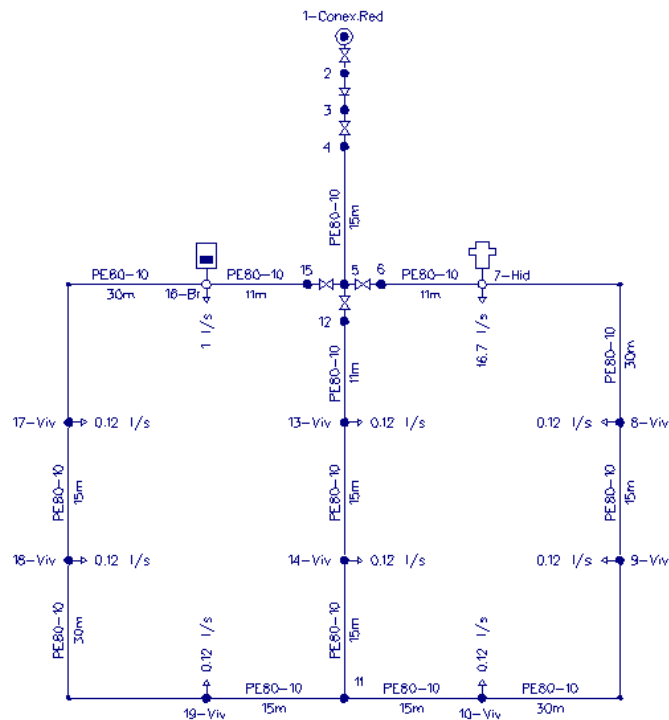 1-Conex.Red
2
3
4
PE80-10
15m
PE80-10
30m
16-Br
PE80-10
11m
15
5
6
PE80-10
11m
7-Hid
1 l/s
16.7 l/s
12
PE80-10
11m
PE80-10
30m
17-Viv
0.12 l/s
13-Viv
0.12 l/s
0.12 l/s
8-Viv
PE80-10
15m
PE80-10
15m
PE80-10
15m
18-Viv
0.12 l/s
14-Viv
0.12 l/s
0.12 l/s
9-Viv
PE80-10
30m
0.12 l/s
PE80-10
15m
0.12 l/s
19-Viv
PE80-10
15m
11
PE80-10
15m
10-Viv
PE80-10
30m